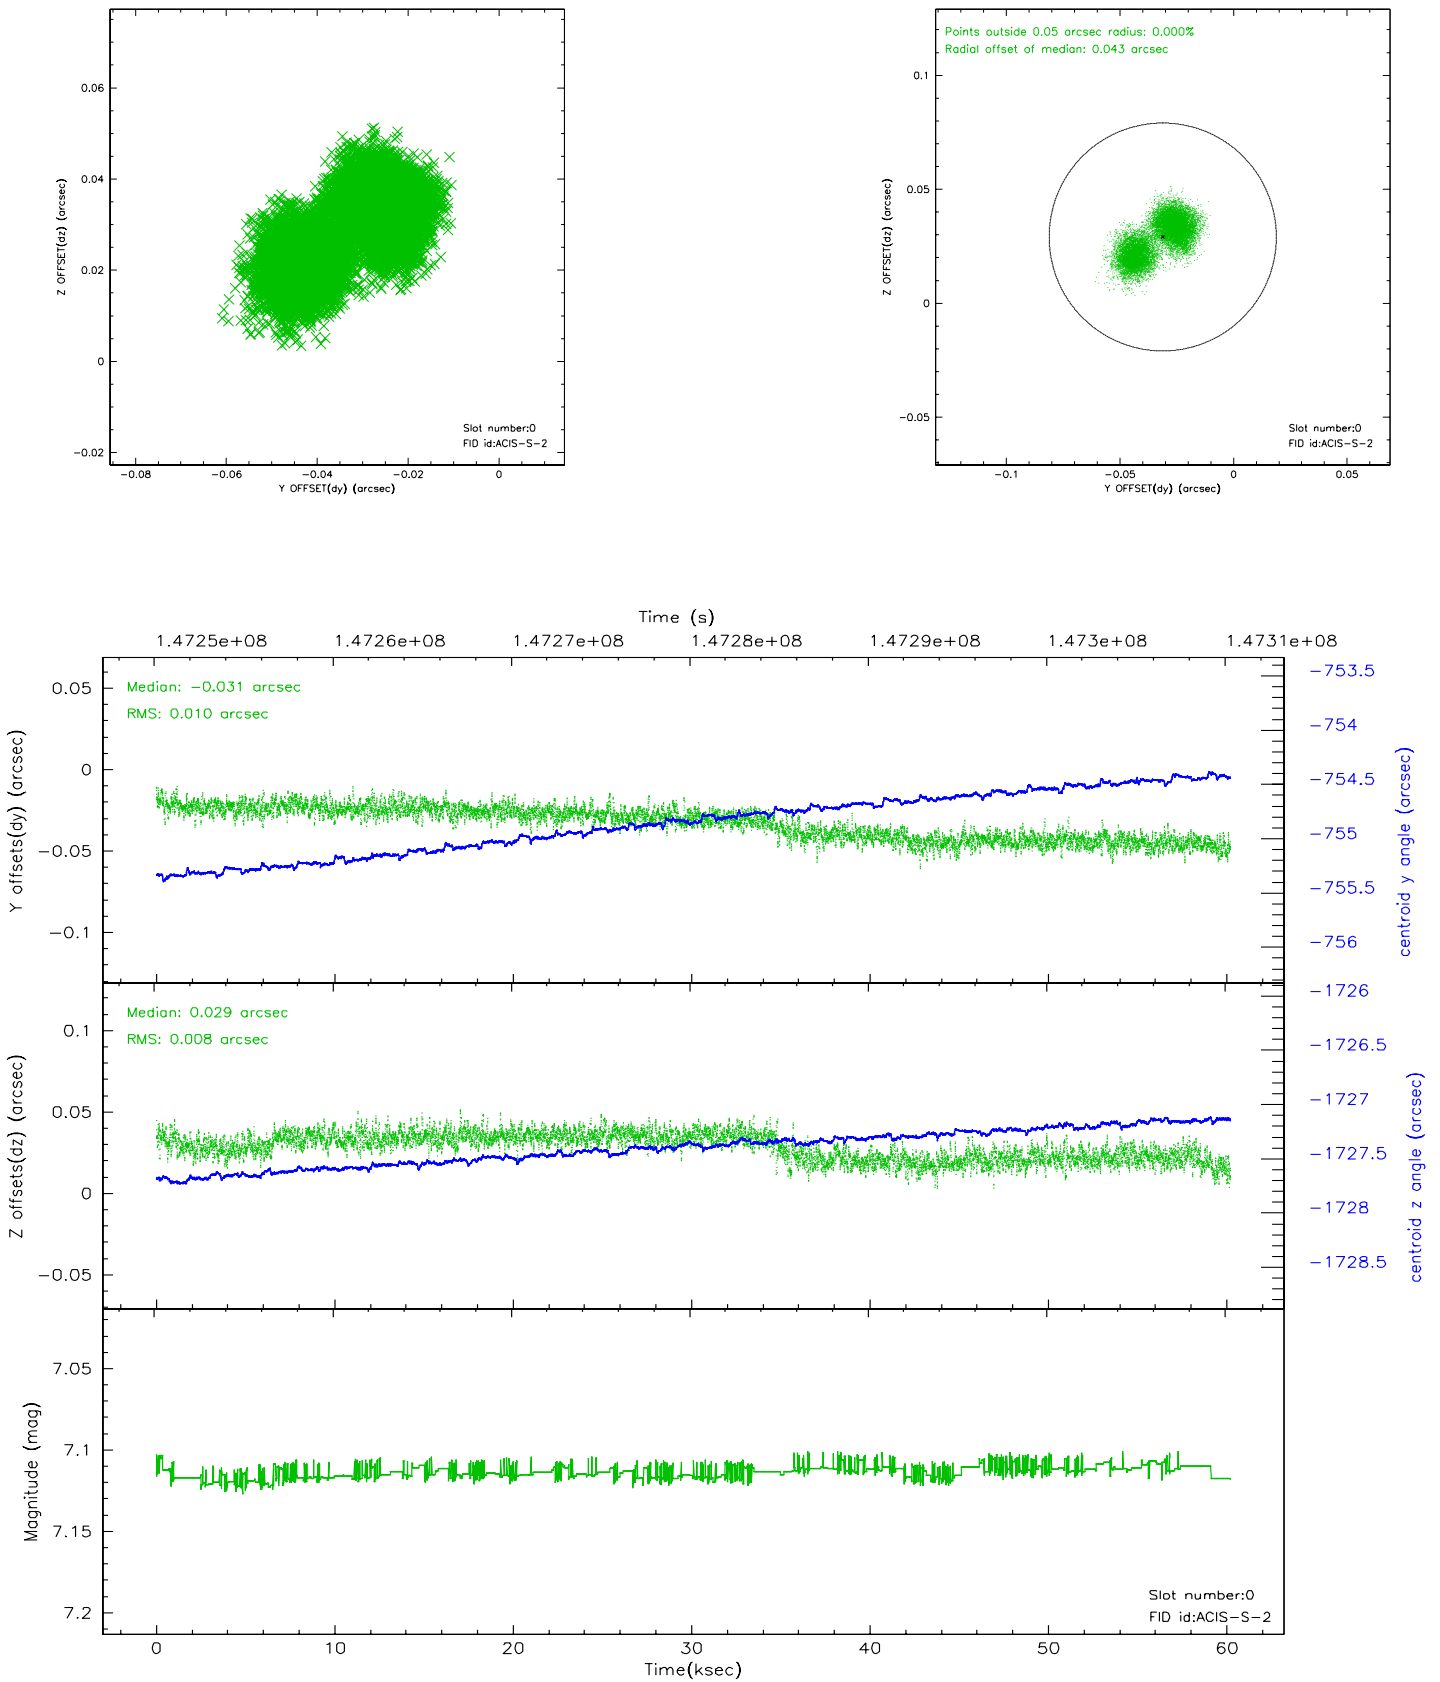 0.06
0.04
0.02
0
−0.02
Z OFFSET(dz) (arcsec)
Slot number:0
FID id:ACIS−S−2
−0.08 −0.06 −0.04 −0.02 0
Y OFFSET(dy) (arcsec)
Points outside 0.05 arcsec radius: 0.000%
Radial offset of median: 0.043 arcsec
0.1
0.05
0
−0.05
Z OFFSET(dz) (arcsec)
Slot number:0
FID id:ACIS−S−2
−0.1 −0.05 0 0.05
Y OFFSET(dy) (arcsec)
Time (s)
1.4725e+08 1.4726e+08 1.4727e+08 1.4728e+08 1.4729e+08 1.473e+08 1.4731e+08
Median: −0.031 arcsec
RMS: 0.010 arcsec
0.05
0
−0.05
−0.1
Y offsets(dy) (arcsec)
−753.5
−754
−754.5
−755
−755.5
−756
centroid y angle (arcsec)
Median: 0.029 arcsec
RMS: 0.008 arcsec
0.1
0.05
0
−0.05
Z offsets(dz) (arcsec)
−1726
−1726.5
−1727
−1727.5
−1728
−1728.5
centroid z angle (arcsec)
7.05
7.1
7.15
7.2
Magnitude (mag)
Slot number:0
FID id:ACIS−S−2
0 10 20 30 40 50 60
Time(ksec)